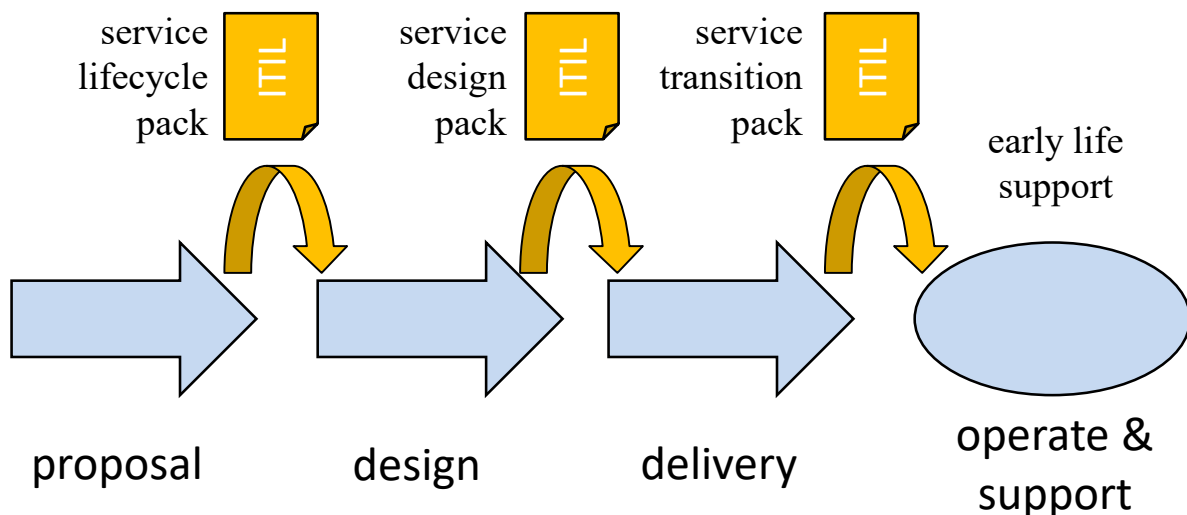 service
lifecycle
pack
ITIL
service
design
pack
ITIL
service
transition
pack
ITIL
early life
support
proposal
design
delivery
operate &
support